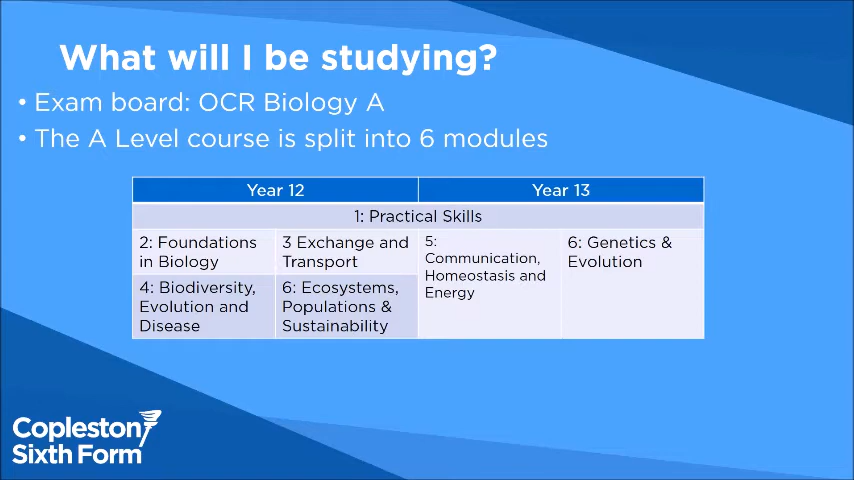 What will I be studying?
• Exam board: OCR Biology A
• The A Level course is split into 6 modules
Year 12
Year 13
1: Practical Skills
2: Foundations
in Biology
3 Exchange and
Transport
5:
Communication,
Homeostasis and
Energy
6: Genetics &
Evolution
4: Biodiversity,
Evolution and
Disease
6: Ecosystems,
Populations &
Sustainability
Copleston
Sixth Form